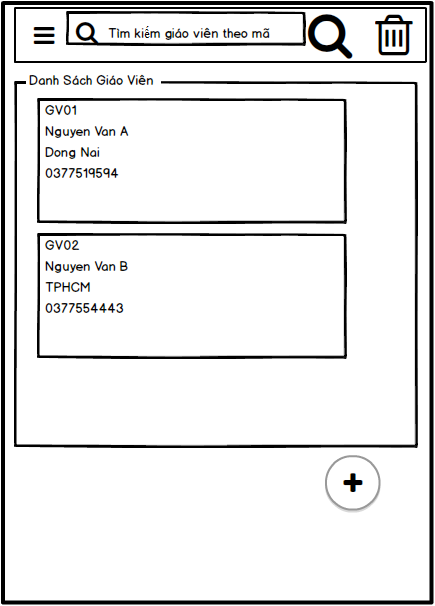 Tìm kiếm giáo viên theo mã
Danh Sách Giáo Viên
GV01
Nguyen Van A
Dong Nai
0377519594
GV02
Nguyen Van B
TPHCM
0377554443